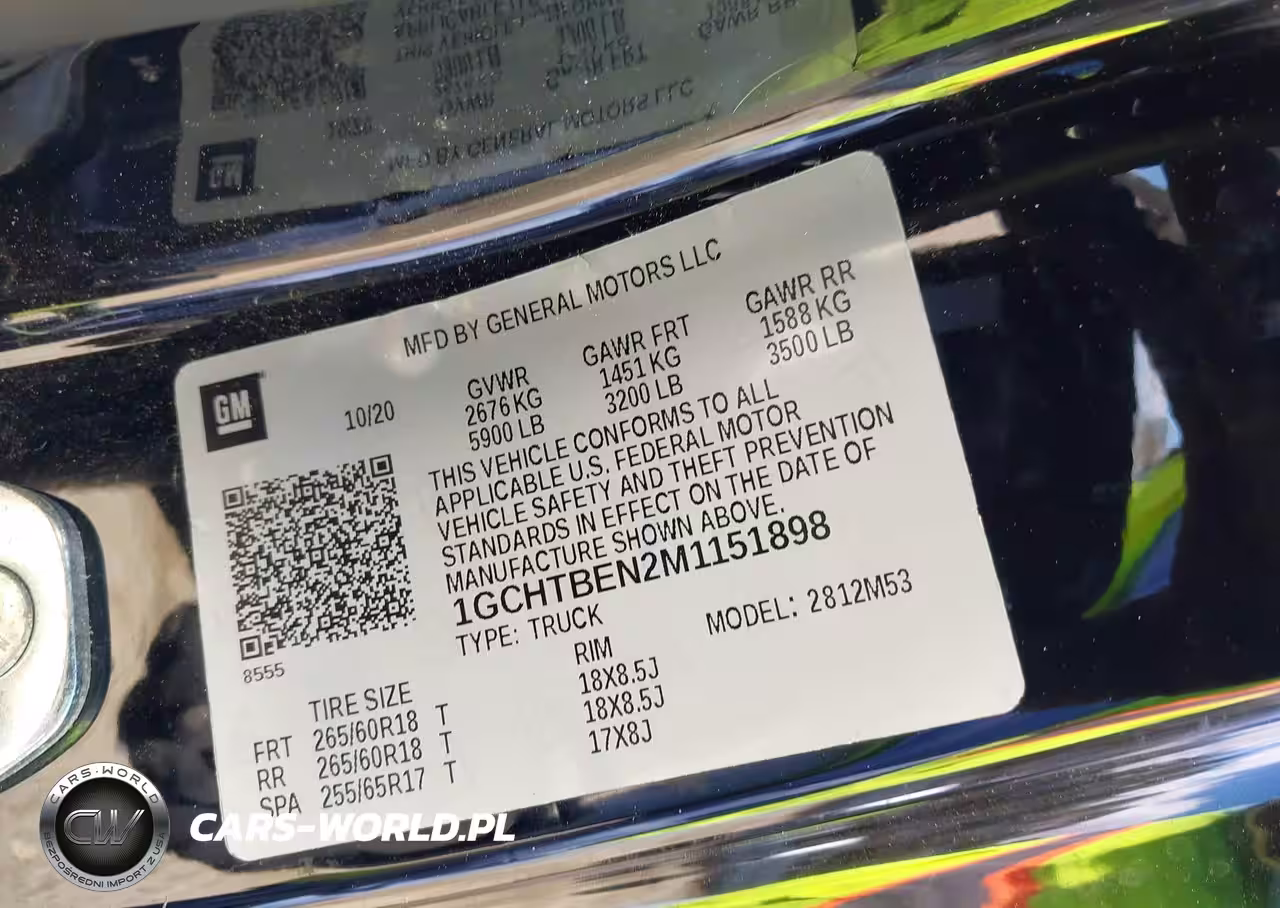 MFD BY GENERAL MOTORS LLC
GM
10/20
GVWR GAWR FRT GAWR RR
2676 KG 1451 KG 1588 KG
5900 LB 3200 LB 3500 LB
THIS VEHICLE CONFORMS TO ALL
APPLICABLE U.S. FEDERAL MOTOR
VEHICLE SAFETY AND THEFT PREVENTION
STANDARDS IN EFFECT ON THE DATE OF
MANUFACTURE SHOWN ABOVE.
1GCHTBEN2M1151898
TYPE: TRUCK MODEL: 2812M53
8555
TIRE SIZE RIM
FRT 265/60R18 T 18X8.5J
RR 265/60R18 T 18X8.5J
SPA 255/65R17 T 17X8J
CARS-WORLD
CW
BEZPOŚREDNI IMPORT Z USA
CARS-WORLD.PL